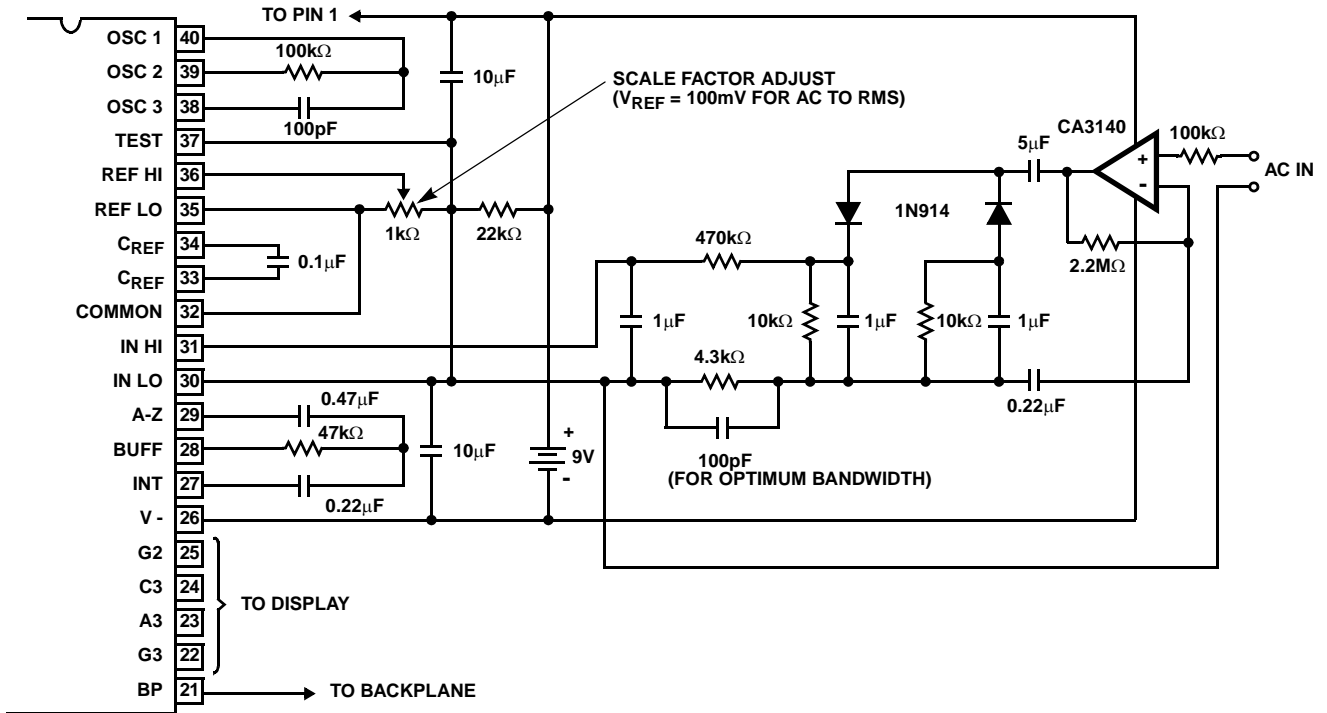 TO PIN 1
OSC 1 40
OSC 2 39
OSC 3 38
TEST 37
REF HI 36
REF LO 35
CREF 34
CREF 33
COMMON 32
IN HI 31
IN LO 30
A-Z 29
BUFF 28
INT 27
V - 26
G2 25
C3 24
A3 23
G3 22
BP 21
100kΩ
100pF
10μF
SCALE FACTOR ADJUST
(VREF = 100mV FOR AC TO RMS)
1kΩ
22kΩ
0.1μF
0.47μF
47kΩ
0.22μF
10μF
+
9V
-
TO DISPLAY
TO BACKPLANE
470kΩ
1μF
10kΩ
1μF
10kΩ
1μF
4.3kΩ
100pF
(FOR OPTIMUM BANDWIDTH)
1N914
5μF
CA3140
+
-
100kΩ
AC IN
2.2MΩ
0.22μF